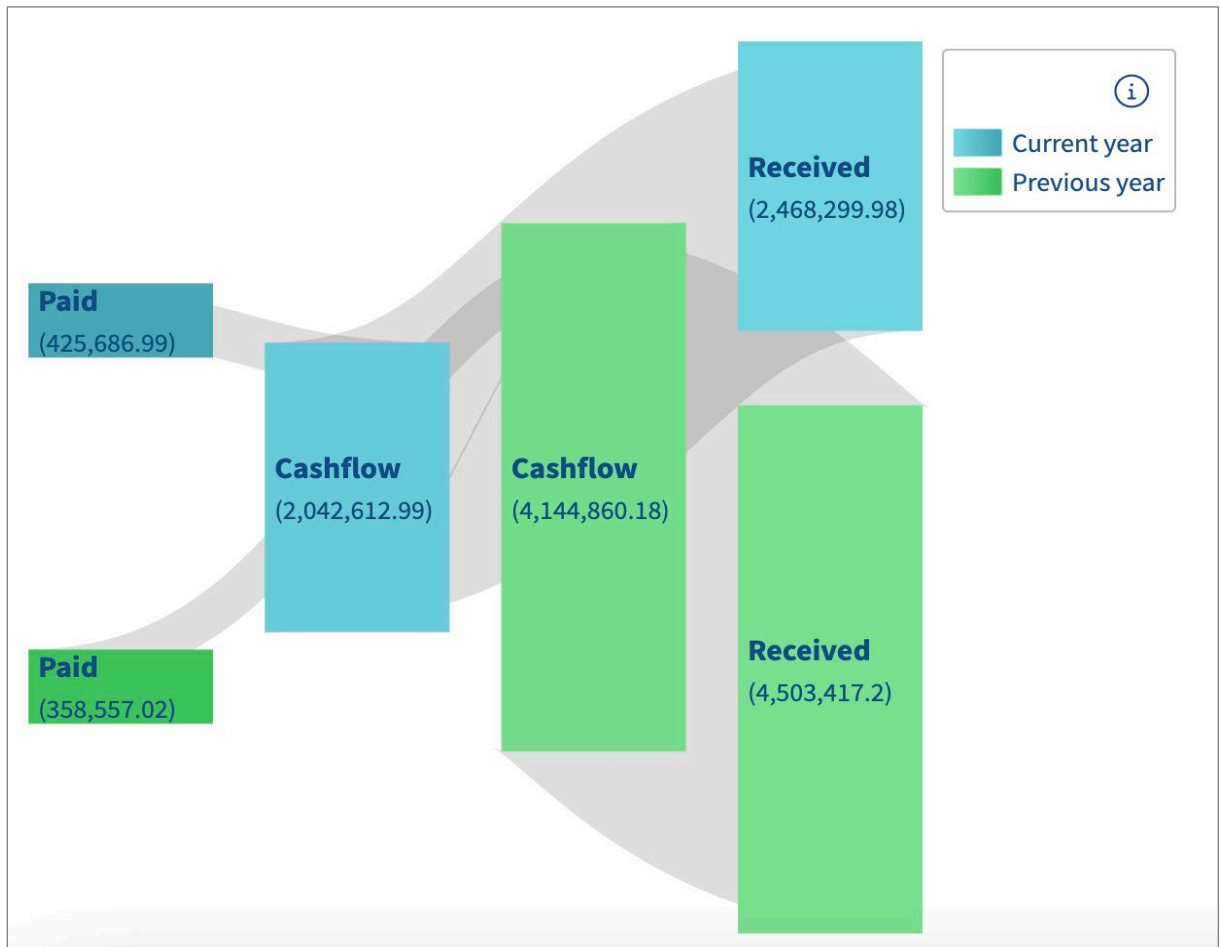 Received
(2,468,299.98)
i
Current year
Previous year
Paid
(425,686.99)
Cashflow
(2,042,612.99)
Cashflow
(4,144,860.18)
Paid
(358,557.02)
Received
(4,503,417.2)